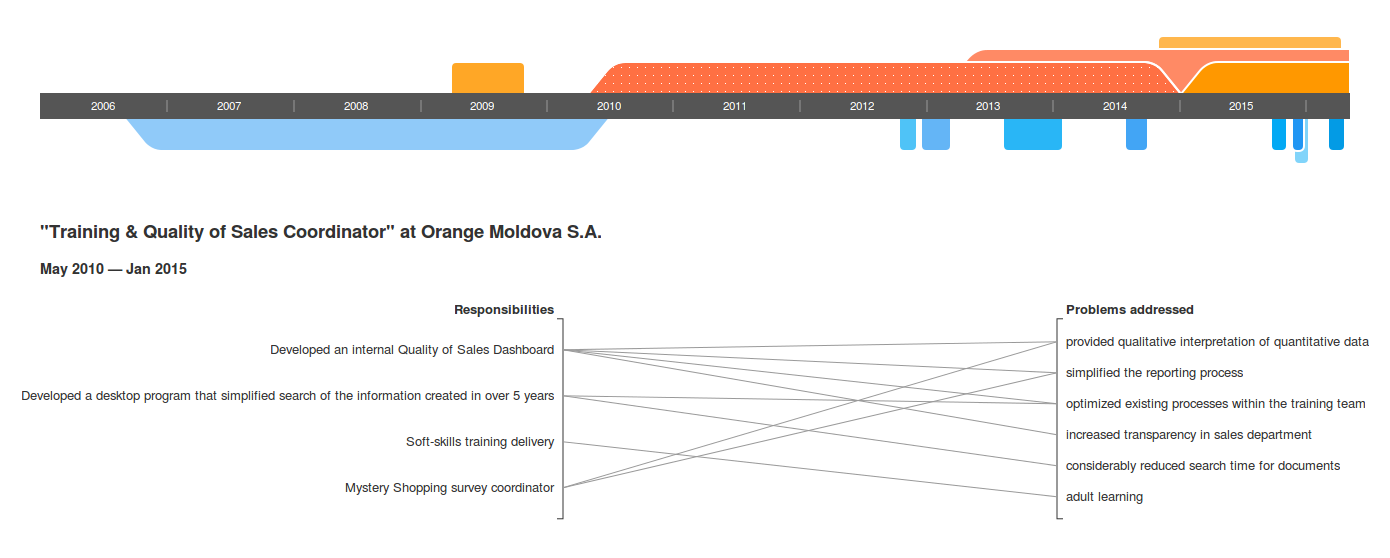 2006 2007 2008 2009 2010 2011 2012 2013 2014 2015
"Training & Quality of Sales Coordinator" at Orange Moldova S.A.
May 2010 — Jan 2015
Responsibilities
Developed an internal Quality of Sales Dashboard
Developed a desktop program that simplified search of the information created in over 5 years
Soft-skills training delivery
Mystery Shopping survey coordinator
Problems addressed
provided qualitative interpretation of quantitative data
simplified the reporting process
optimized existing processes within the training team
increased transparency in sales department
considerably reduced search time for documents
adult learning